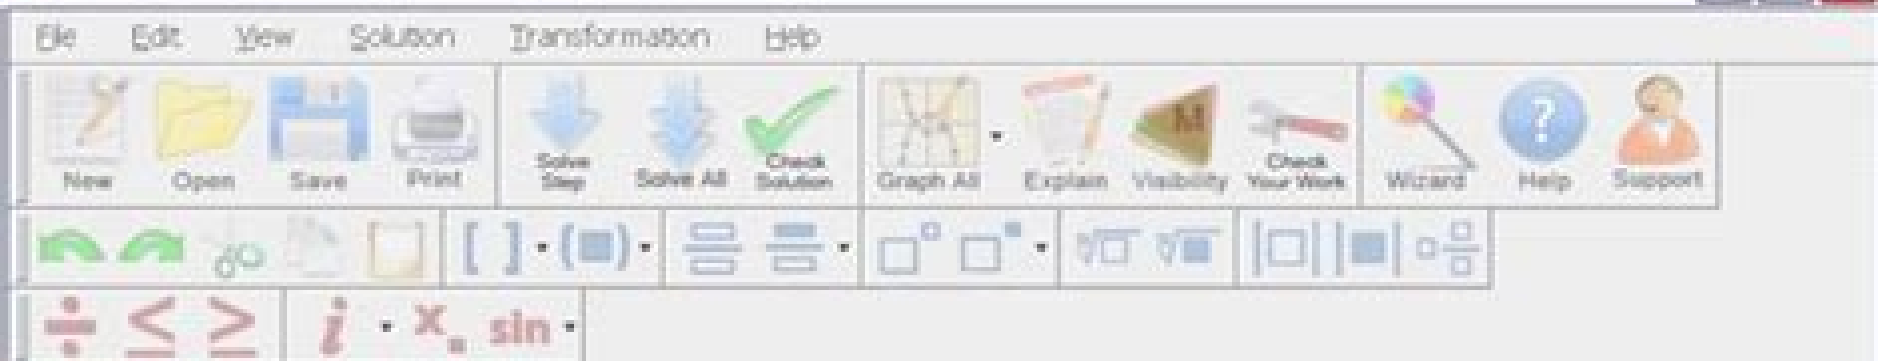 File Edit View Solution Transformation Help
New Open Save Print Solve Step Solve All Check Solution Graph All Explain M Visibility Check Your Work Wizard ? Help Support
[ ] ( )
÷ ≤ ≥ i x sin